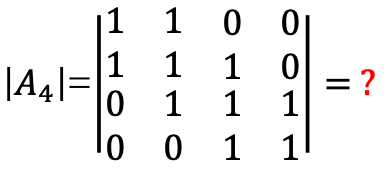 |A₄|=|1 1 0 0|
|1 1 1 0|
|0 1 1 1|
|0 0 1 1| = ?